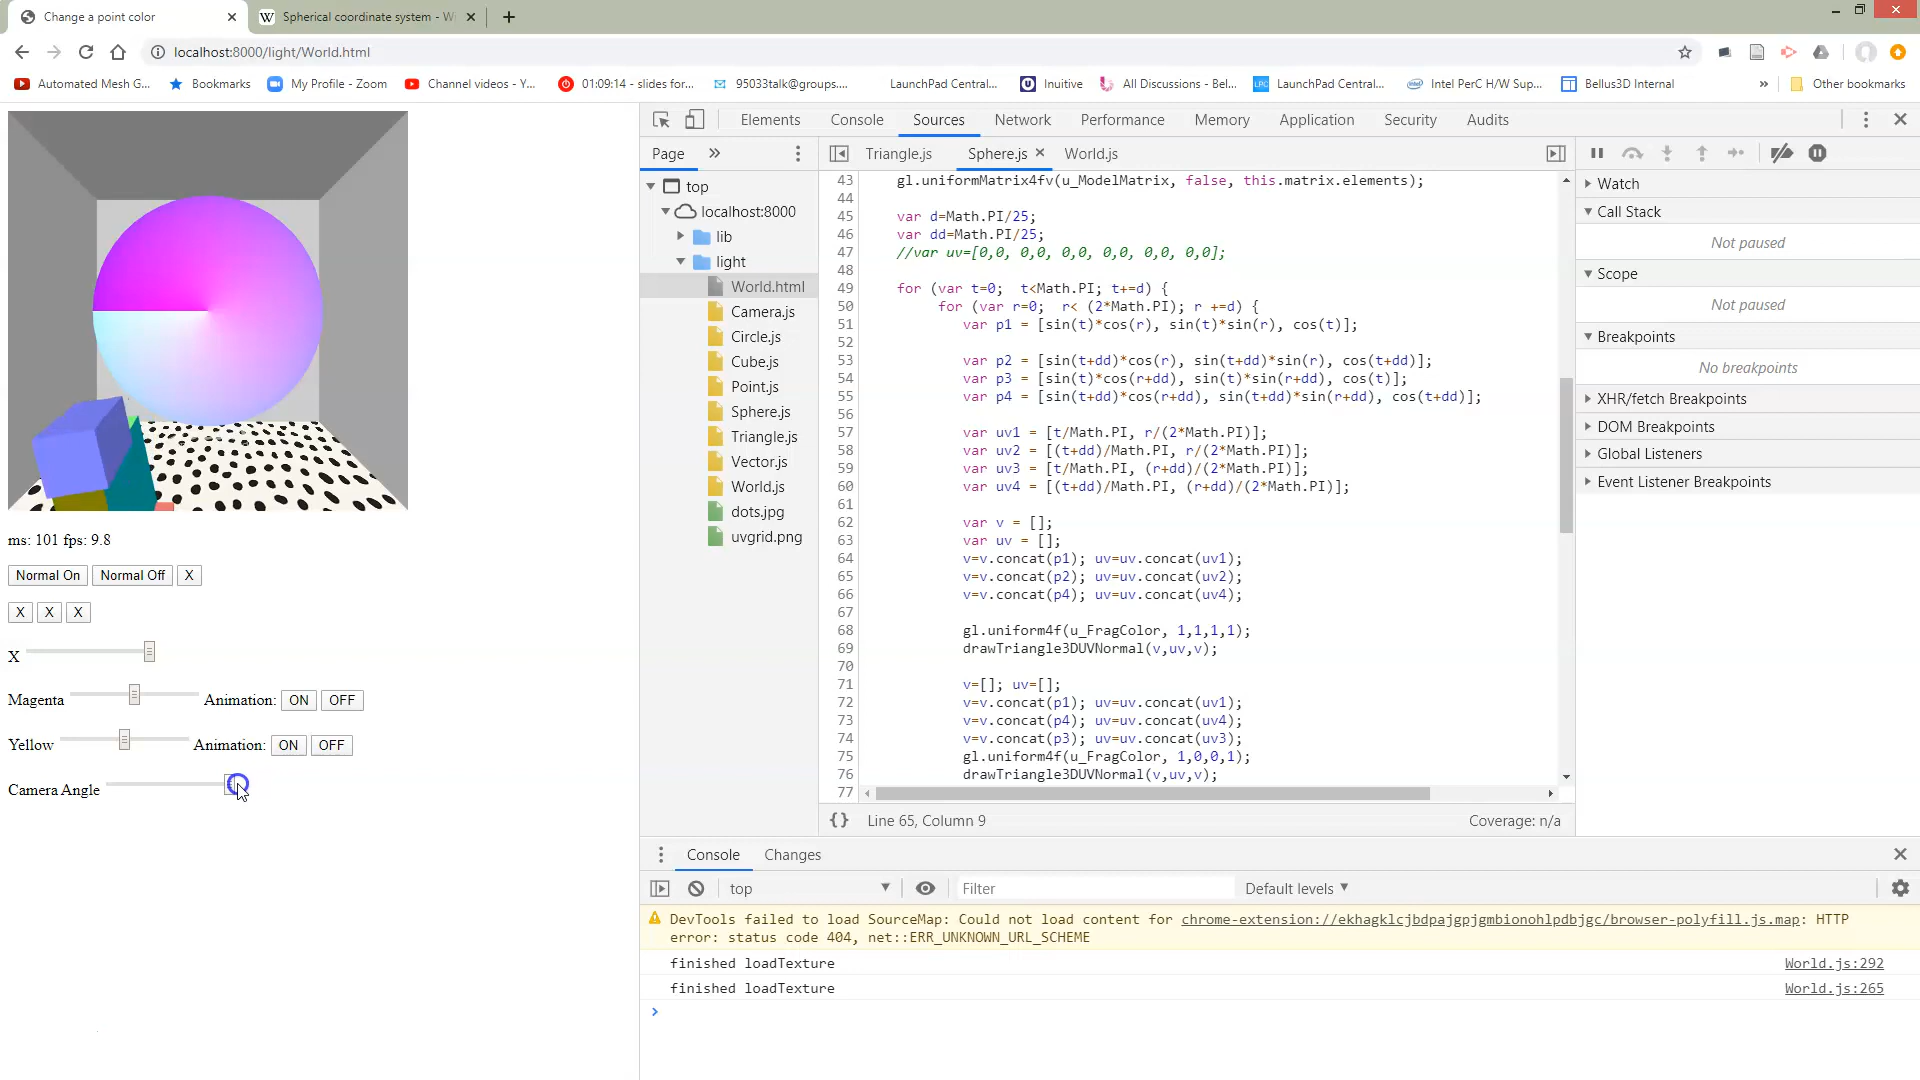 Change a point color
Spherical coordinate system - Wi
localhost:8000/light/World.html
Automated Mesh G...
Bookmarks
My Profile - Zoom
Channel videos - Y...
01:09:14 - slides for...
95033talk@groups....
LaunchPad Central...
Inuitive
All Discussions - Bel...
LaunchPad Central...
Intel PerC H/W Sup...
Bellus3D Internal
»
Other bookmarks
Elements Console Sources Network Performance Memory Application Security Audits
Page »
Triangle.js Sphere.js World.js
top
localhost:8000
lib
light
World.html
Camera.js
Circle.js
Cube.js
Point.js
Sphere.js
Triangle.js
Vector.js
World.js
dots.jpg
uvgrid.png
43 gl.uniformMatrix4fv(u_ModelMatrix, false, this.matrix.elements);
44
45 var d=Math.PI/25;
46 var dd=Math.PI/25;
47 //var uv=[0,0, 0,0, 0,0, 0,0, 0,0, 0,0];
48
49 for (var t=0; t<Math.PI; t+=d) {
50 for (var r=0; r< (2*Math.PI); r +=d) {
51 var p1 = [sin(t)*cos(r), sin(t)*sin(r), cos(t)];
52
53 var p2 = [sin(t+dd)*cos(r), sin(t+dd)*sin(r), cos(t+dd)];
54 var p3 = [sin(t)*cos(r+dd), sin(t)*sin(r+dd), cos(t)];
55 var p4 = [sin(t+dd)*cos(r+dd), sin(t+dd)*sin(r+dd), cos(t+dd)];
56
57 var uv1 = [t/Math.PI, r/(2*Math.PI)];
58 var uv2 = [(t+dd)/Math.PI, r/(2*Math.PI)];
59 var uv3 = [t/Math.PI, (r+dd)/(2*Math.PI)];
60 var uv4 = [(t+dd)/Math.PI, (r+dd)/(2*Math.PI)];
61
62 var v = [];
63 var uv = [];
64 v=v.concat(p1); uv=uv.concat(uv1);
65 v=v.concat(p2); uv=uv.concat(uv2);
66 v=v.concat(p4); uv=uv.concat(uv4);
67
68 gl.uniform4f(u_FragColor, 1,1,1,1);
69 drawTriangle3DUVNormal(v,uv,v);
70
71 v=[]; uv=[];
72 v=v.concat(p1); uv=uv.concat(uv1);
73 v=v.concat(p4); uv=uv.concat(uv4);
74 v=v.concat(p3); uv=uv.concat(uv3);
75 gl.uniform4f(u_FragColor, 1,0,0,1);
76 drawTriangle3DUVNormal(v,uv,v);
77
{} Line 65, Column 9
Coverage: n/a
Watch
Call Stack
Not paused
Scope
Not paused
Breakpoints
No breakpoints
XHR/fetch Breakpoints
DOM Breakpoints
Global Listeners
Event Listener Breakpoints
ms: 101 fps: 9.8
Normal On Normal Off X
X X X
X
Magenta Animation: ON OFF
Yellow Animation: ON OFF
Camera Angle
Console Changes
top
Filter
Default levels
DevTools failed to load SourceMap: Could not load content for chrome-extension://ekhagklcjbdpajgpjgmbionohlpdbjgc/browser-polyfill.js.map: HTTP
error: status code 404, net::ERR_UNKNOWN_URL_SCHEME
finished loadTexture World.js:292
finished loadTexture World.js:265